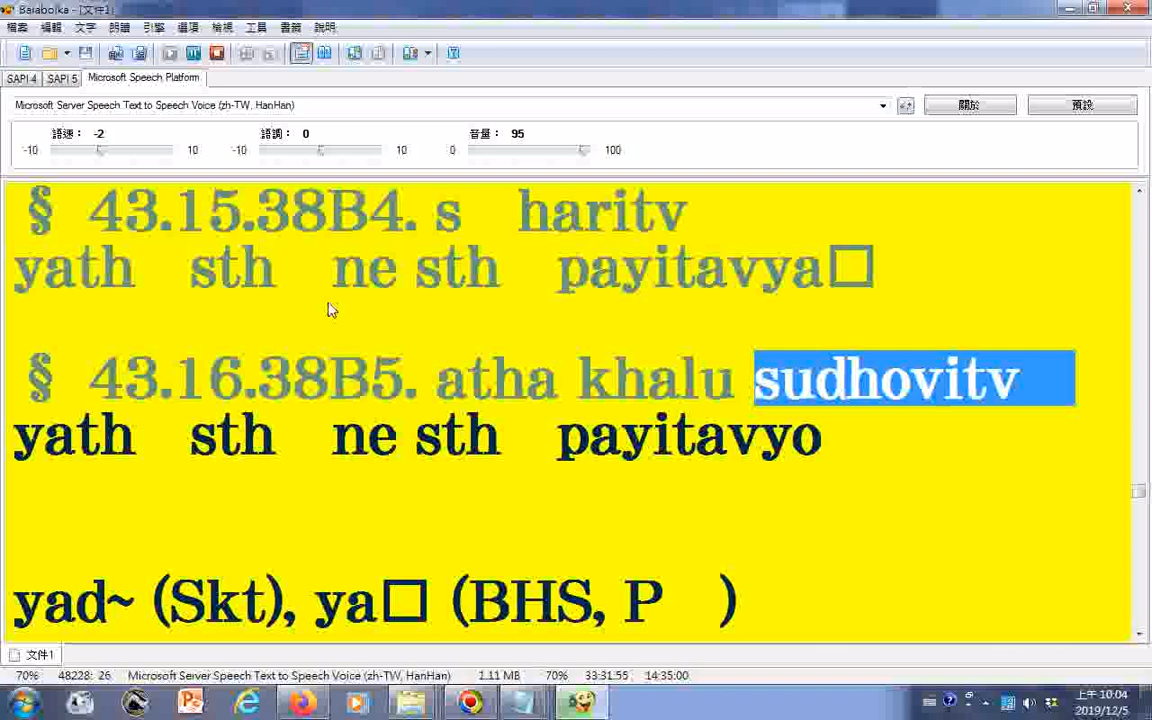 Balabolka - [文件1]
檔案 編輯 文字 朗讀 引擎 選項 檢視 工具 書籤 說明
SAPI 4 SAPI 5 Microsoft Speech Platform
Microsoft Server Speech Text to Speech Voice (zh-TW, HanHan) 關於 預設
語速： -2 語調： 0 音量： 95
-10 10 -10 10 0 100
§ 43.15.38B4. s haritv
yath sth ne sth payitavya□
§ 43.16.38B5. atha khalu sudhovitv
yath sth ne sth payitavyo
yad~ (Skt), ya□ (BHS, P )
文件1
70% 48228: 26 Microsoft Server Speech Text to Speech Voice (zh-TW, HanHan) 1.11 MB 70% 33:31:55 14:35:00
上午 10:04
2019/12/5